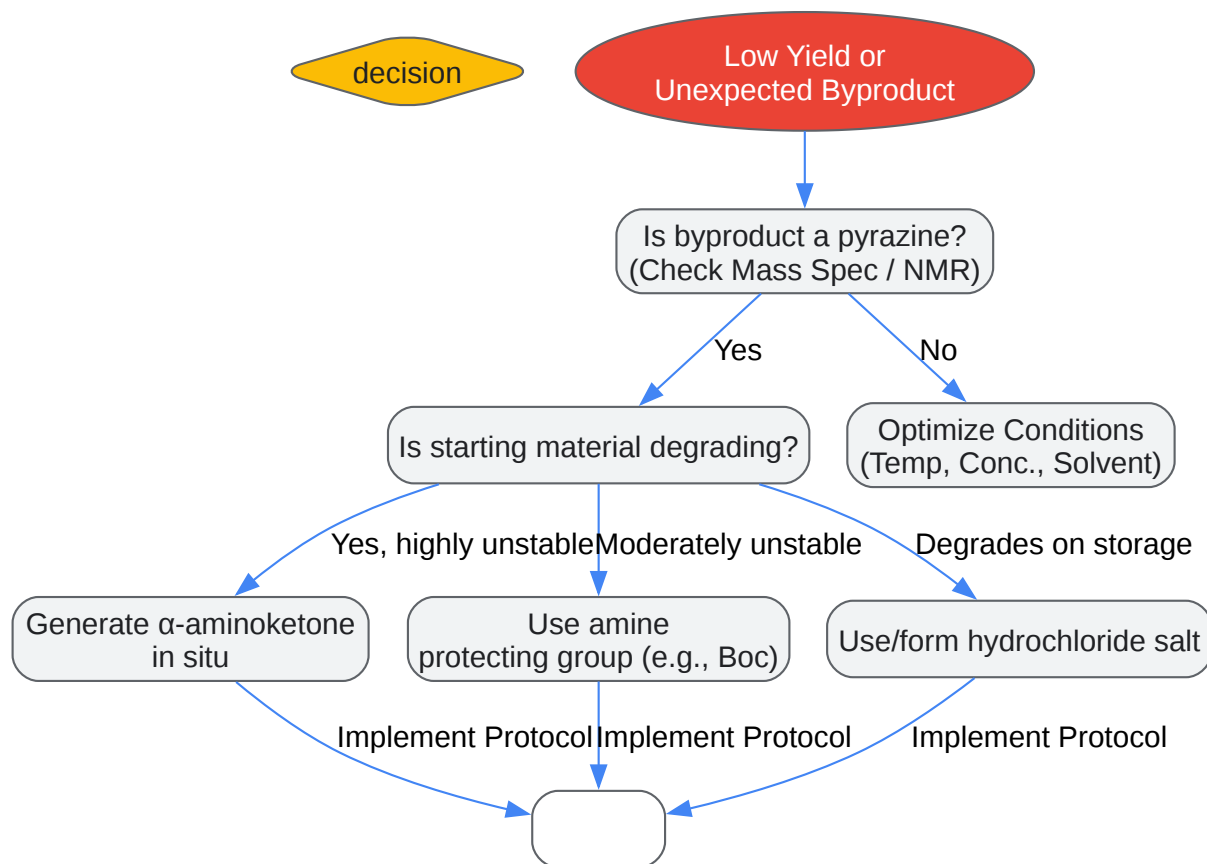 decision
Low Yield or
Unexpected Byproduct
Is byproduct a pyrazine?
(Check Mass Spec / NMR)
Yes
No
Is starting material degrading?
Optimize Conditions
(Temp, Conc., Solvent)
Yes, highly unstable
Moderately unstable
Degrades on storage
Generate α-aminoketone
in situ
Use amine
protecting group (e.g., Boc)
Use/form hydrochloride salt
Implement Protocol
Implement Protocol
Implement Protocol